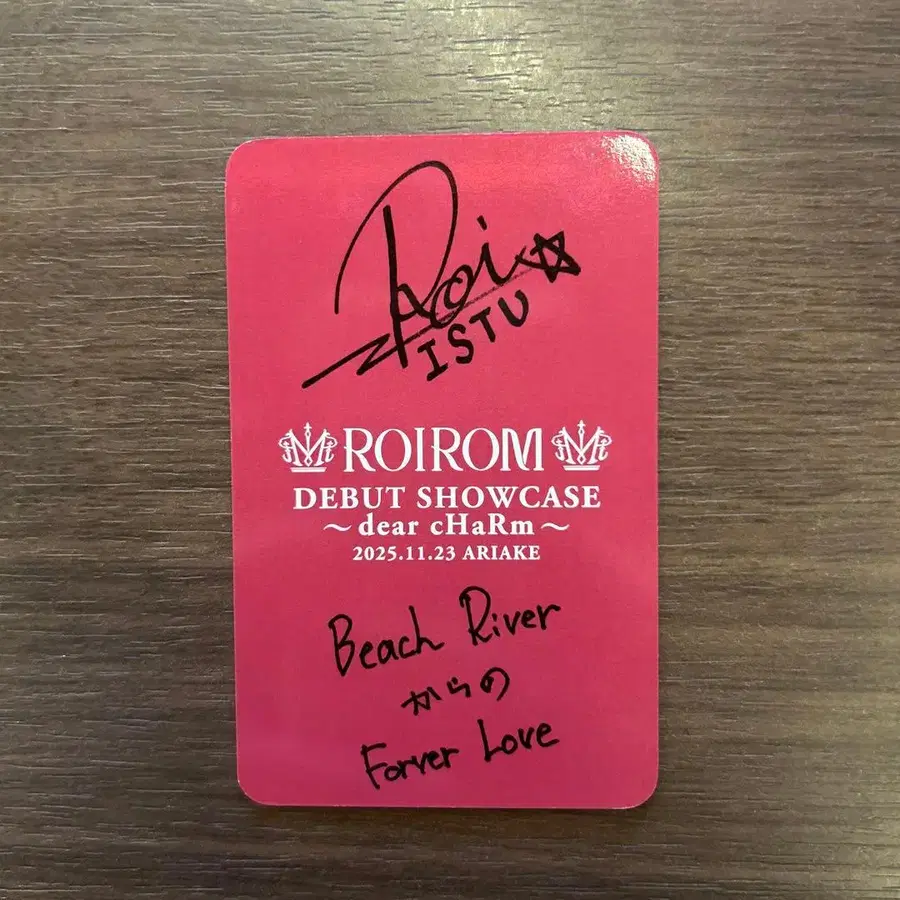 Roi
ISTU
ROIROM
DEBUT SHOWCASE
～dear cHaRm～
2025.11.23 ARIAKE
Beach River
からの
Forver Love